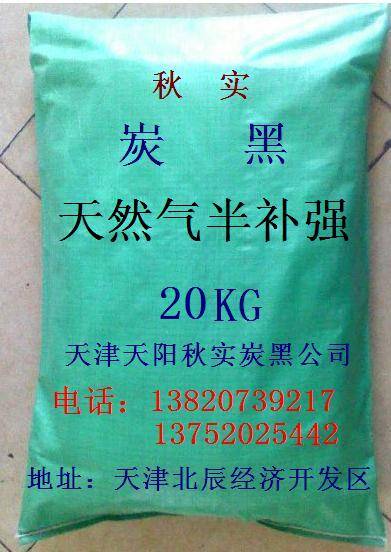 秋 实
炭 黑
天然气半补强
20KG
天津天阳秋实炭黑公司
电话：13820739217
13752025442
地址：天津北辰经济开发区